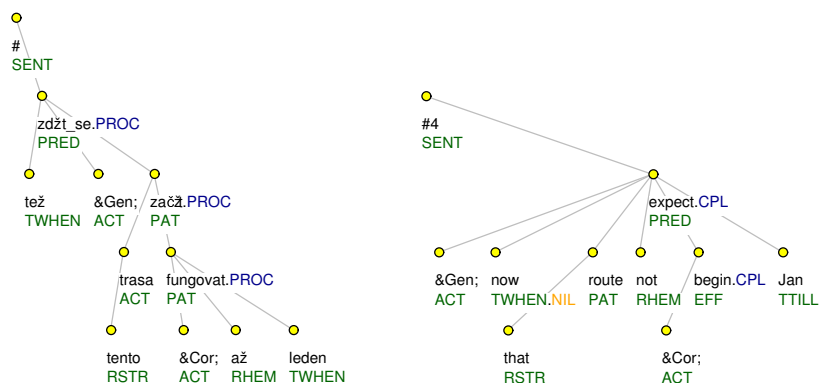 #
SENT
zdžt_se.PROC
PRED
tež &Gen; začž.PROC
TWHEN ACT PAT
trasa fungovat.PROC
ACT PAT
tento &Cor; až leden
RSTR ACT RHEM TWHEN
#4
SENT
expect.CPL
PRED
&Gen; now route not begin.CPL Jan
ACT TWHEN.NIL PAT RHEM EFF TTILL
that &Cor;
RSTR ACT